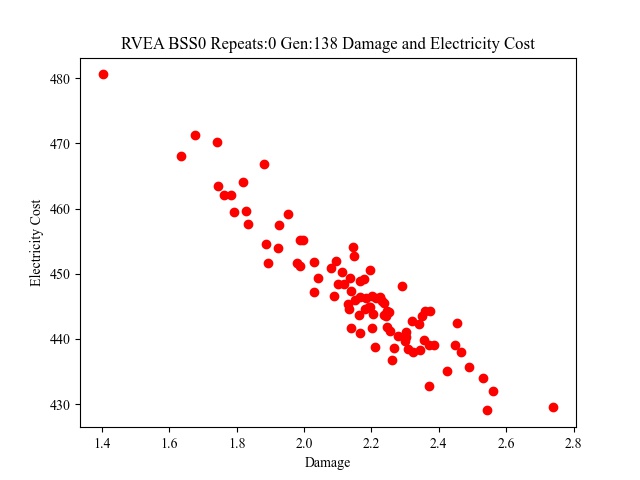 RVEA BSS0 Repeats:0 Gen:138 Damage and Electricity Cost
480
470
460
450
440
430
Electricity Cost
1.4 1.6 1.8 2.0 2.2 2.4 2.6 2.8
Damage